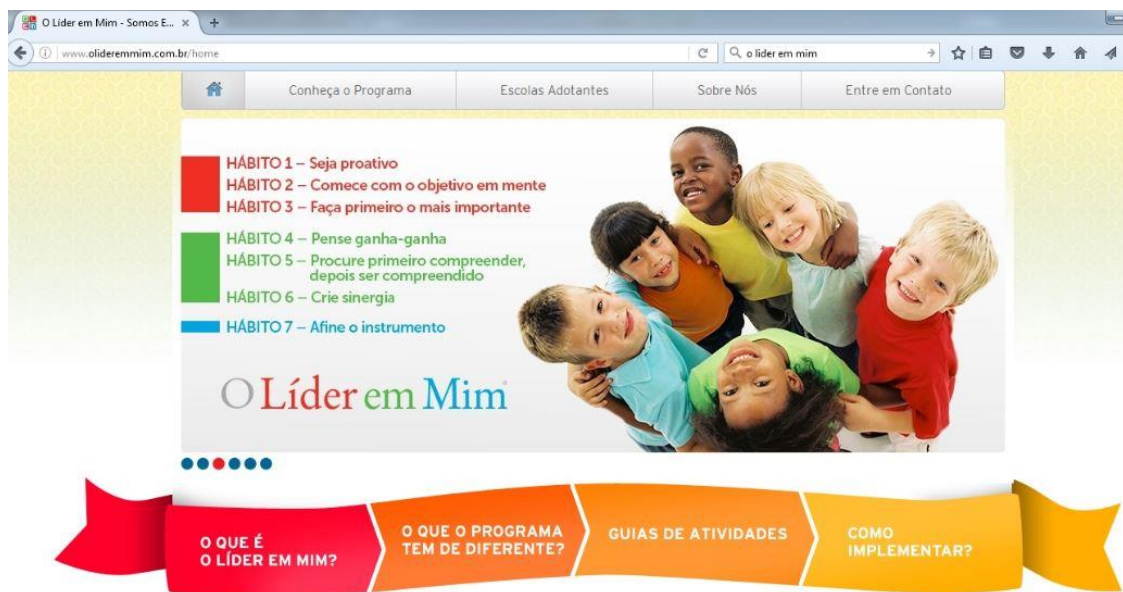 O Líder em Mim - Somos E...
www.olideremmim.com.br/home
o lider em mim
Conheça o Programa
Escolas Adotantes
Sobre Nós
Entre em Contato
HÁBITO 1 – Seja proativo
HÁBITO 2 – Comece com o objetivo em mente
HÁBITO 3 – Faça primeiro o mais importante
HÁBITO 4 – Pense ganha-ganha
HÁBITO 5 – Procure primeiro compreender,
depois ser compreendido
HÁBITO 6 – Crie sinergia
HÁBITO 7 – Afine o instrumento
O Líder em Mim
O QUE É
O LÍDER EM MIM?
O QUE O PROGRAMA
TEM DE DIFERENTE?
GUIAS DE ATIVIDADES
COMO
IMPLEMENTAR?